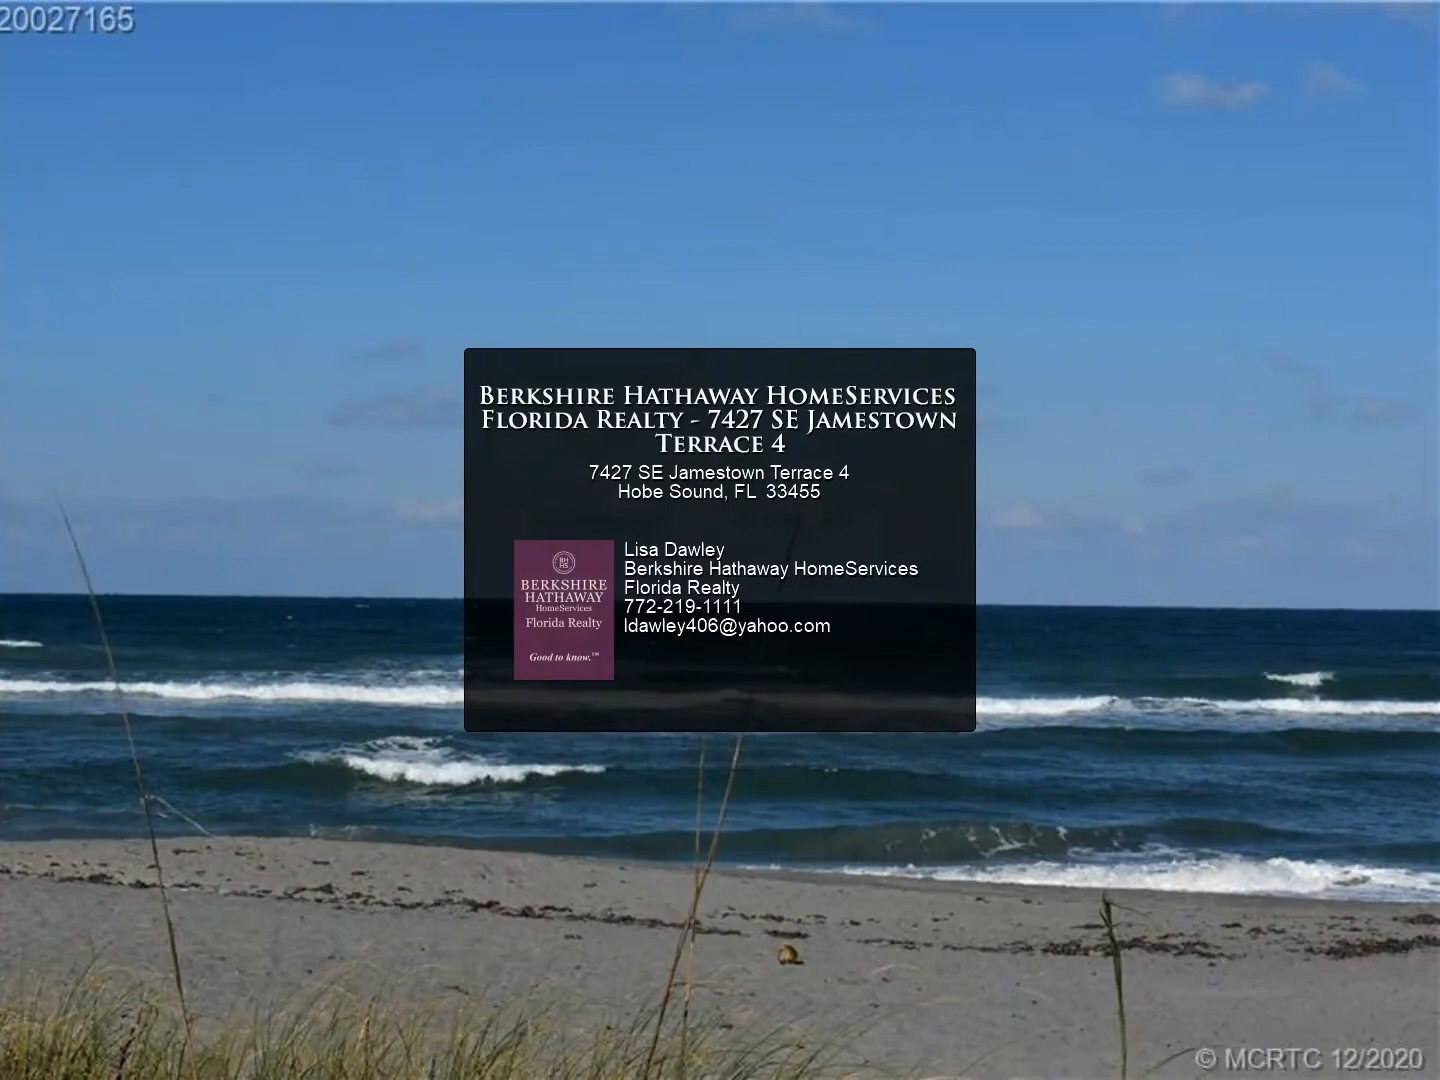 20027165
Berkshire Hathaway HomeServices
Florida Realty - 7427 SE Jamestown
Terrace 4
7427 SE Jamestown Terrace 4
Hobe Sound, FL  33455
BH
HS
BERKSHIRE
HATHAWAY
HomeServices
Florida Realty
Good to know.™
Lisa Dawley
Berkshire Hathaway HomeServices
Florida Realty
772-219-1111
ldawley406@yahoo.com
© MCRTC 12/2020